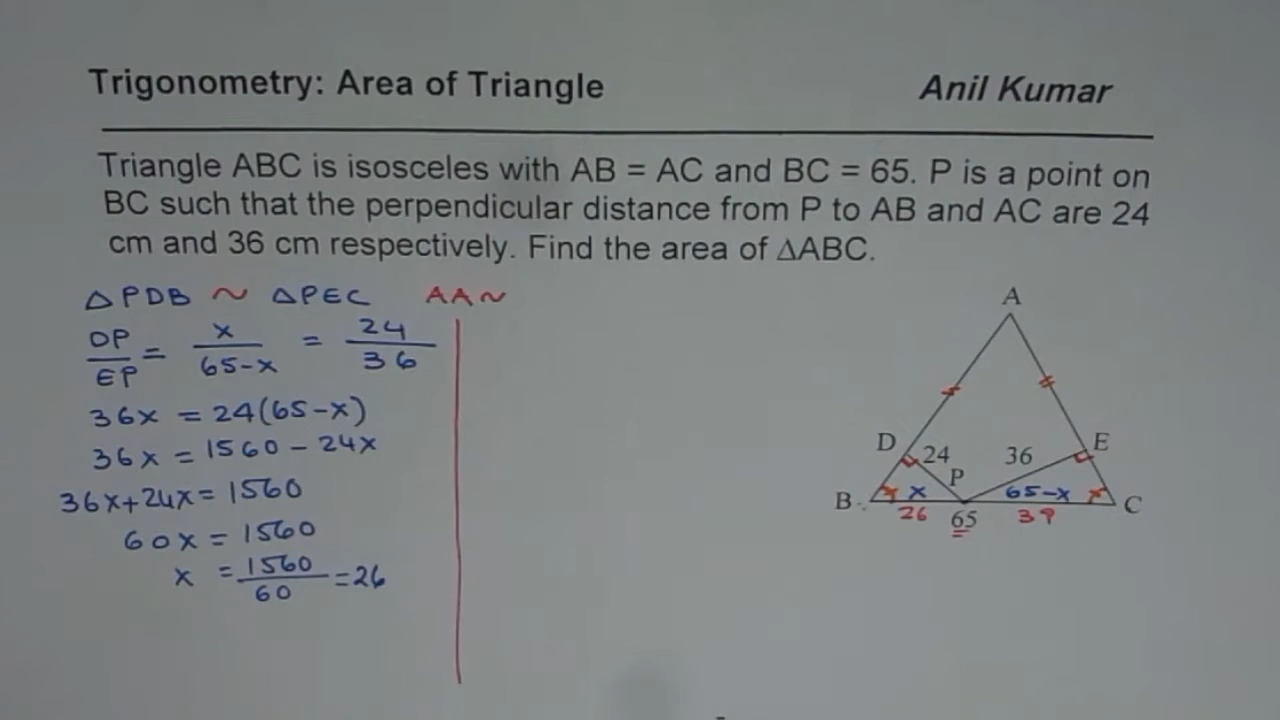 Trigonometry: Area of Triangle
Anil Kumar
Triangle ABC is isosceles with AB = AC and BC = 65. P is a point on
BC such that the perpendicular distance from P to AB and AC are 24
cm and 36 cm respectively. Find the area of ΔABC.
△PDB ~ △PEC AA~
DP/EP = x/65-x = 24/36
36x = 24(65-x)
36x = 1560 - 24x
36x+24x = 1560
60x = 1560
x = 1560/60 = 26
A
D
24
36
E
P
B
x
65-x
C
26
65
39